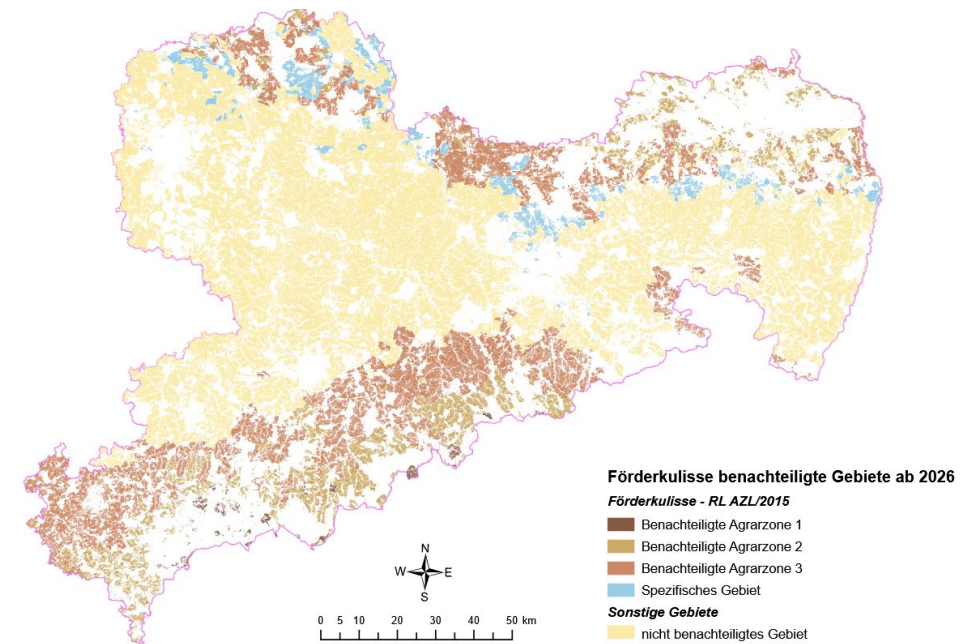 Förderkulisse benachteiligte Gebiete ab 2026
Förderkulisse - RL AZL/2015
Benachteiligte Agrarzone 1
Benachteiligte Agrarzone 2
Benachteiligte Agrarzone 3
Spezifisches Gebiet
Sonstige Gebiete
nicht benachteiligtes Gebiet
N
W E
S
0 5 10 20 30 40 50 km